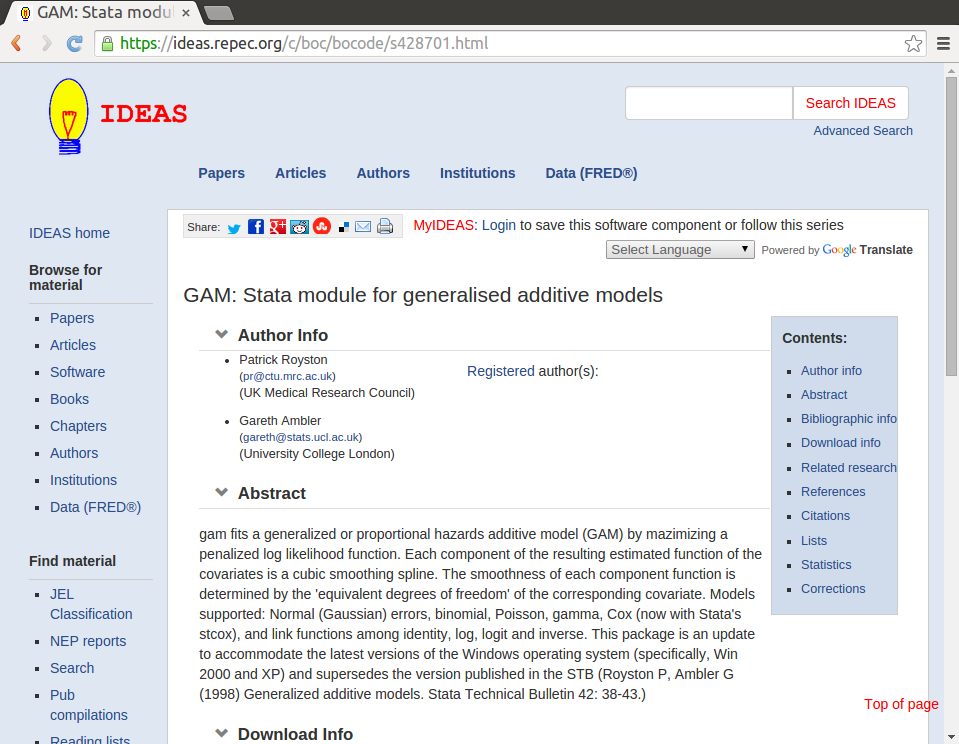 GAM: Stata modul
https://ideas.repec.org/c/boc/bocode/s428701.html
IDEAS
Search IDEAS
Advanced Search
Papers Articles Authors Institutions Data (FRED®)
IDEAS home
Browse for
material
Papers
Articles
Software
Books
Chapters
Authors
Institutions
Data (FRED®)
Find material
JEL
Classification
NEP reports
Search
Pub
compilations
Reading lists
Share:
MyIDEAS: Login to save this software component or follow this series
Select Language
Powered by Google Translate
GAM: Stata module for generalised additive models
Author Info
Patrick Royston
(pr@ctu.mrc.ac.uk)
(UK Medical Research Council)
Gareth Ambler
(gareth@stats.ucl.ac.uk)
(University College London)
Registered author(s):
Abstract
gam fits a generalized or proportional hazards additive model (GAM) by mazimizing a
penalized log likelihood function. Each component of the resulting estimated function of the
covariates is a cubic smoothing spline. The smoothness of each component function is
determined by the 'equivalent degrees of freedom' of the corresponding covariate. Models
supported: Normal (Gaussian) errors, binomial, Poisson, gamma, Cox (now with Stata's
stcox), and link functions among identity, log, logit and inverse. This package is an update
to accommodate the latest versions of the Windows operating system (specifically, Win
2000 and XP) and supersedes the version published in the STB (Royston P, Ambler G
(1998) Generalized additive models. Stata Technical Bulletin 42: 38-43.)
Download Info
Contents:
Author info
Abstract
Bibliographic info
Download info
Related research
References
Citations
Lists
Statistics
Corrections
Top of page